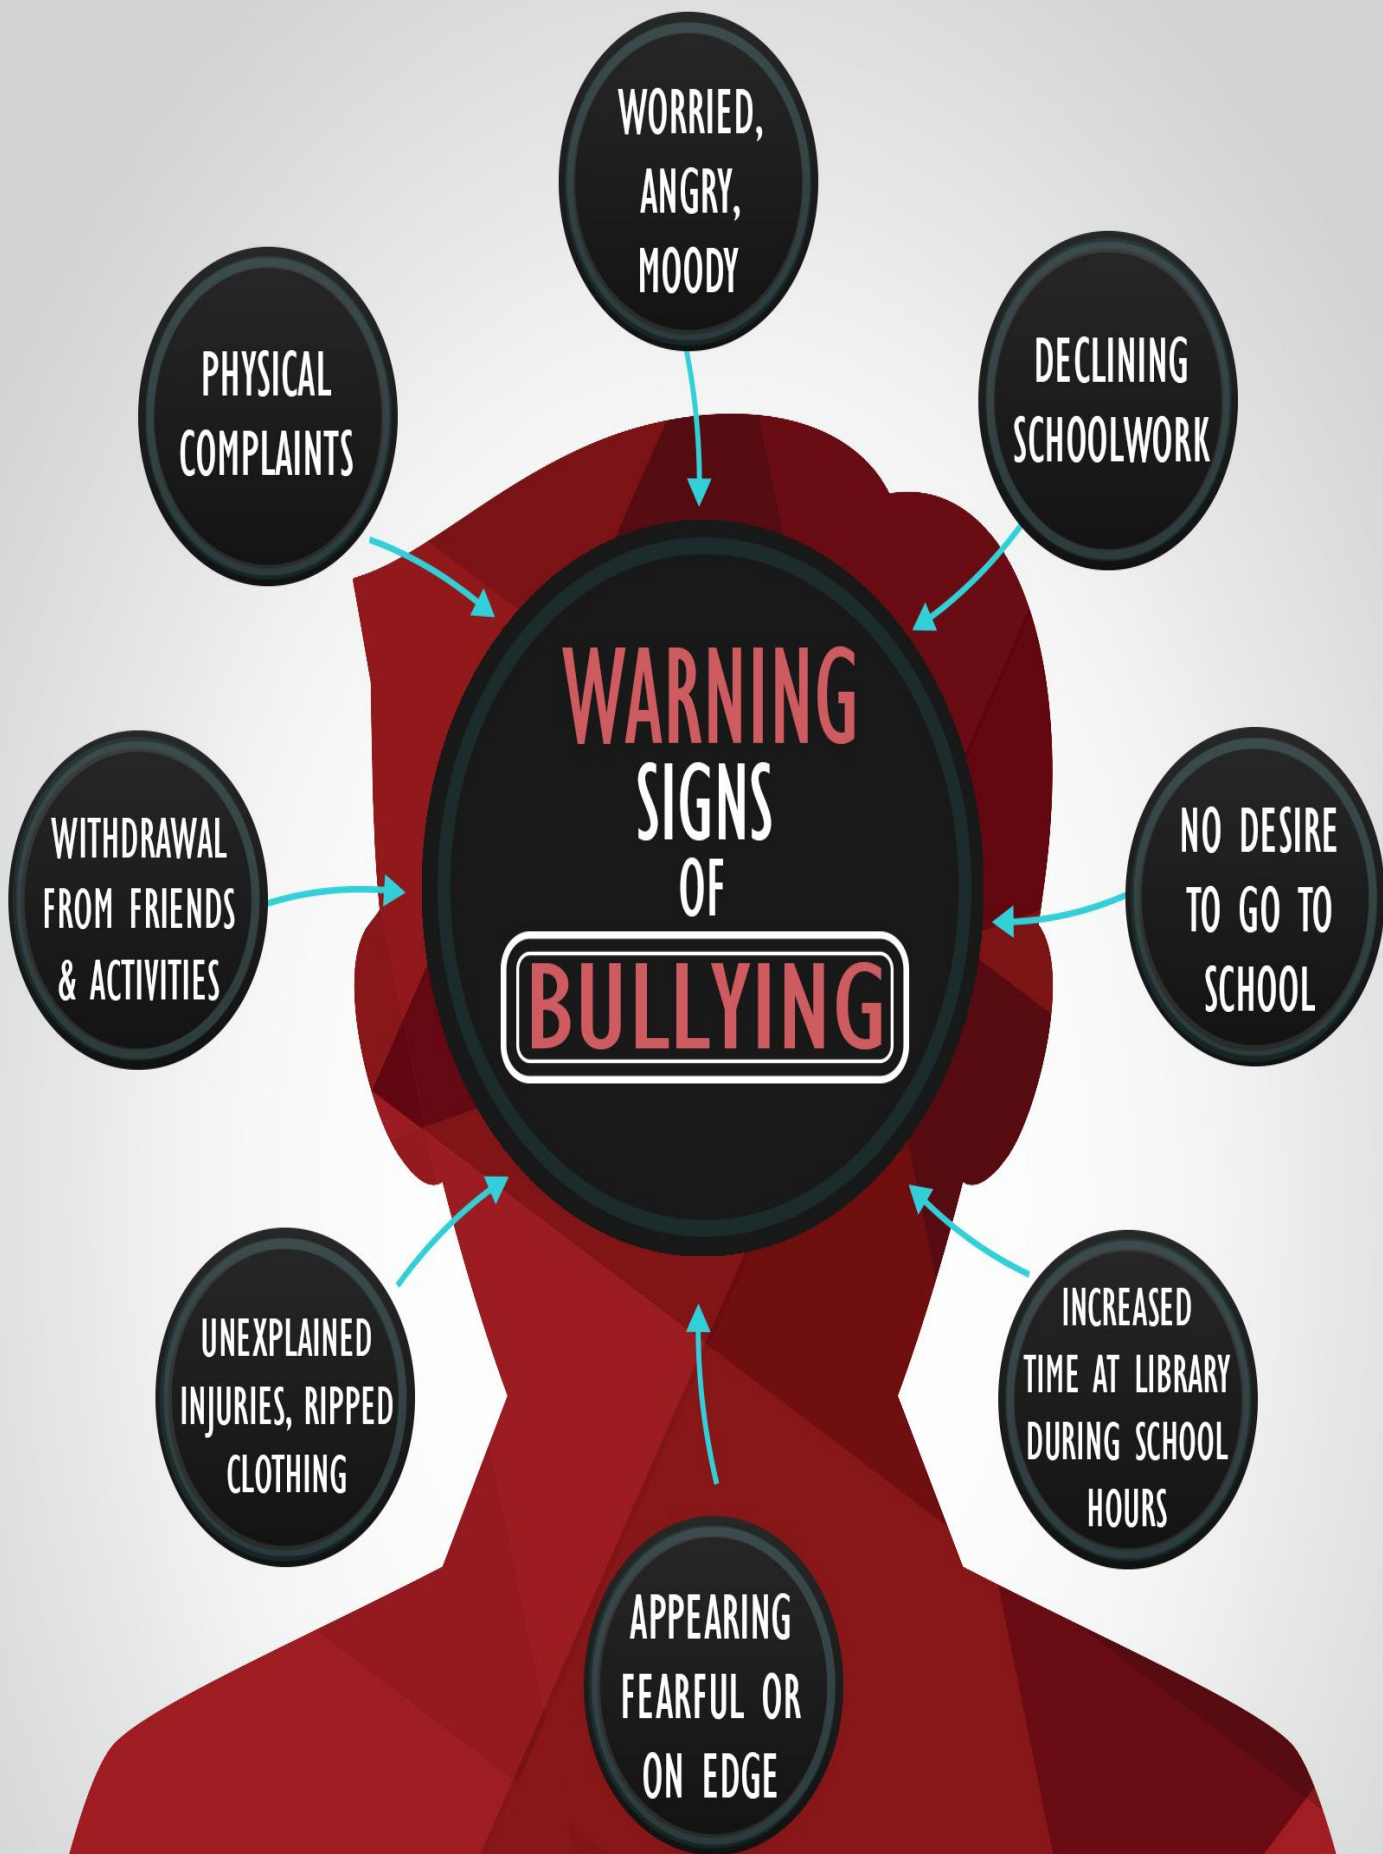 WORRIED,
ANGRY,
MOODY
PHYSICAL
COMPLAINTS
DECLINING
SCHOOLWORK
WARNING
SIGNS
OF
BULLYING
WITHDRAWAL
FROM FRIENDS
& ACTIVITIES
NO DESIRE
TO GO TO
SCHOOL
UNEXPLAINED
INJURIES, RIPPED
CLOTHING
INCREASED
TIME AT LIBRARY
DURING SCHOOL
HOURS
APPEARING
FEARFUL OR
ON EDGE